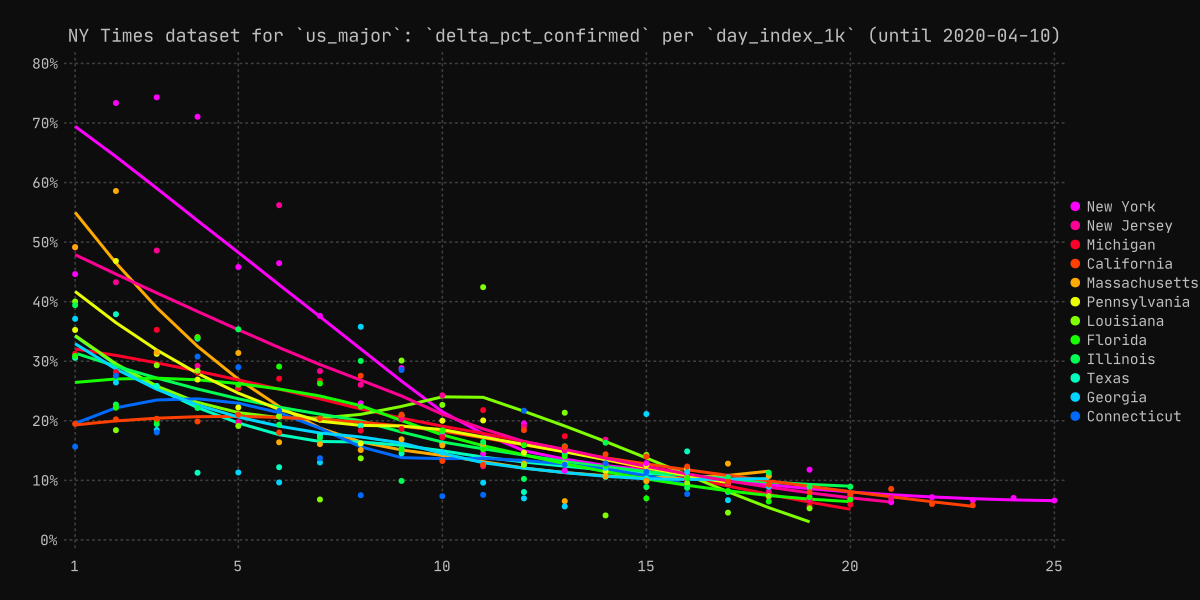 NY Times dataset for `us_major`: `delta_pct_confirmed` per `day_index_1k` (until 2020-04-10)
80%
70%
60%
50%
40%
30%
20%
10%
0%
1 5 10 15 20 25
New York
New Jersey
Michigan
California
Massachusetts
Pennsylvania
Louisiana
Florida
Illinois
Texas
Georgia
Connecticut